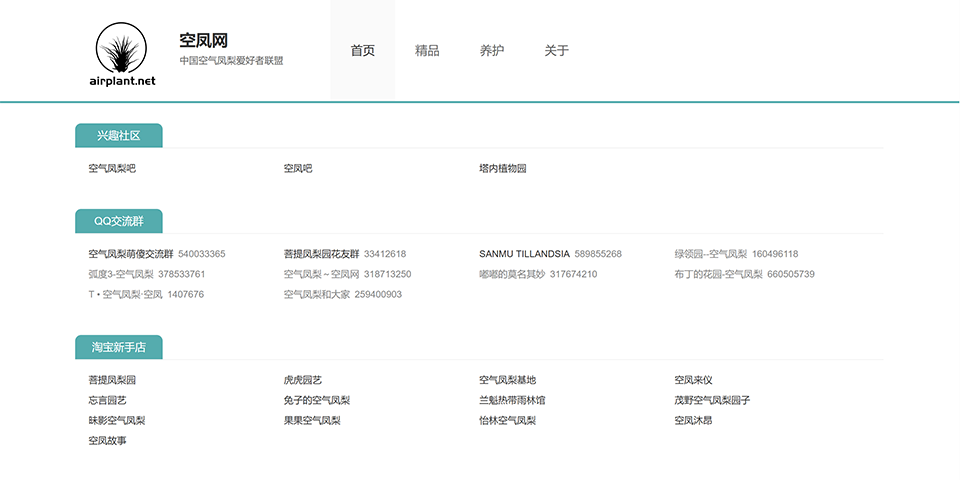 空凤网
中国空气凤梨爱好者联盟
airplant.net
首页 精品 养护 关于
兴趣社区
空气凤梨吧 空凤吧 塔内植物园
QQ交流群
空气凤梨萌傻交流群 540033365 菩提凤梨园花友群 33412618 SANMU TILLANDSIA 589855268 绿领园--空气凤梨 160496118
弧度3-空气凤梨 378533761 空气凤梨～空凤网 318713250 嘟嘟的莫名其妙 317674210 布丁的花园-空气凤梨 660505739
T • 空气凤梨·空凤 1407676 空气凤梨和大家 259400903
淘宝新手店
菩提凤梨园 虎虎园艺 空气凤梨基地 空凤来仪
忘言园艺 兔子的空气凤梨 兰魁热带雨林馆 茂野空气凤梨园子
昧影空气凤梨 果果空气凤梨 怡林空气凤梨 空凤沐昂
空凤故事